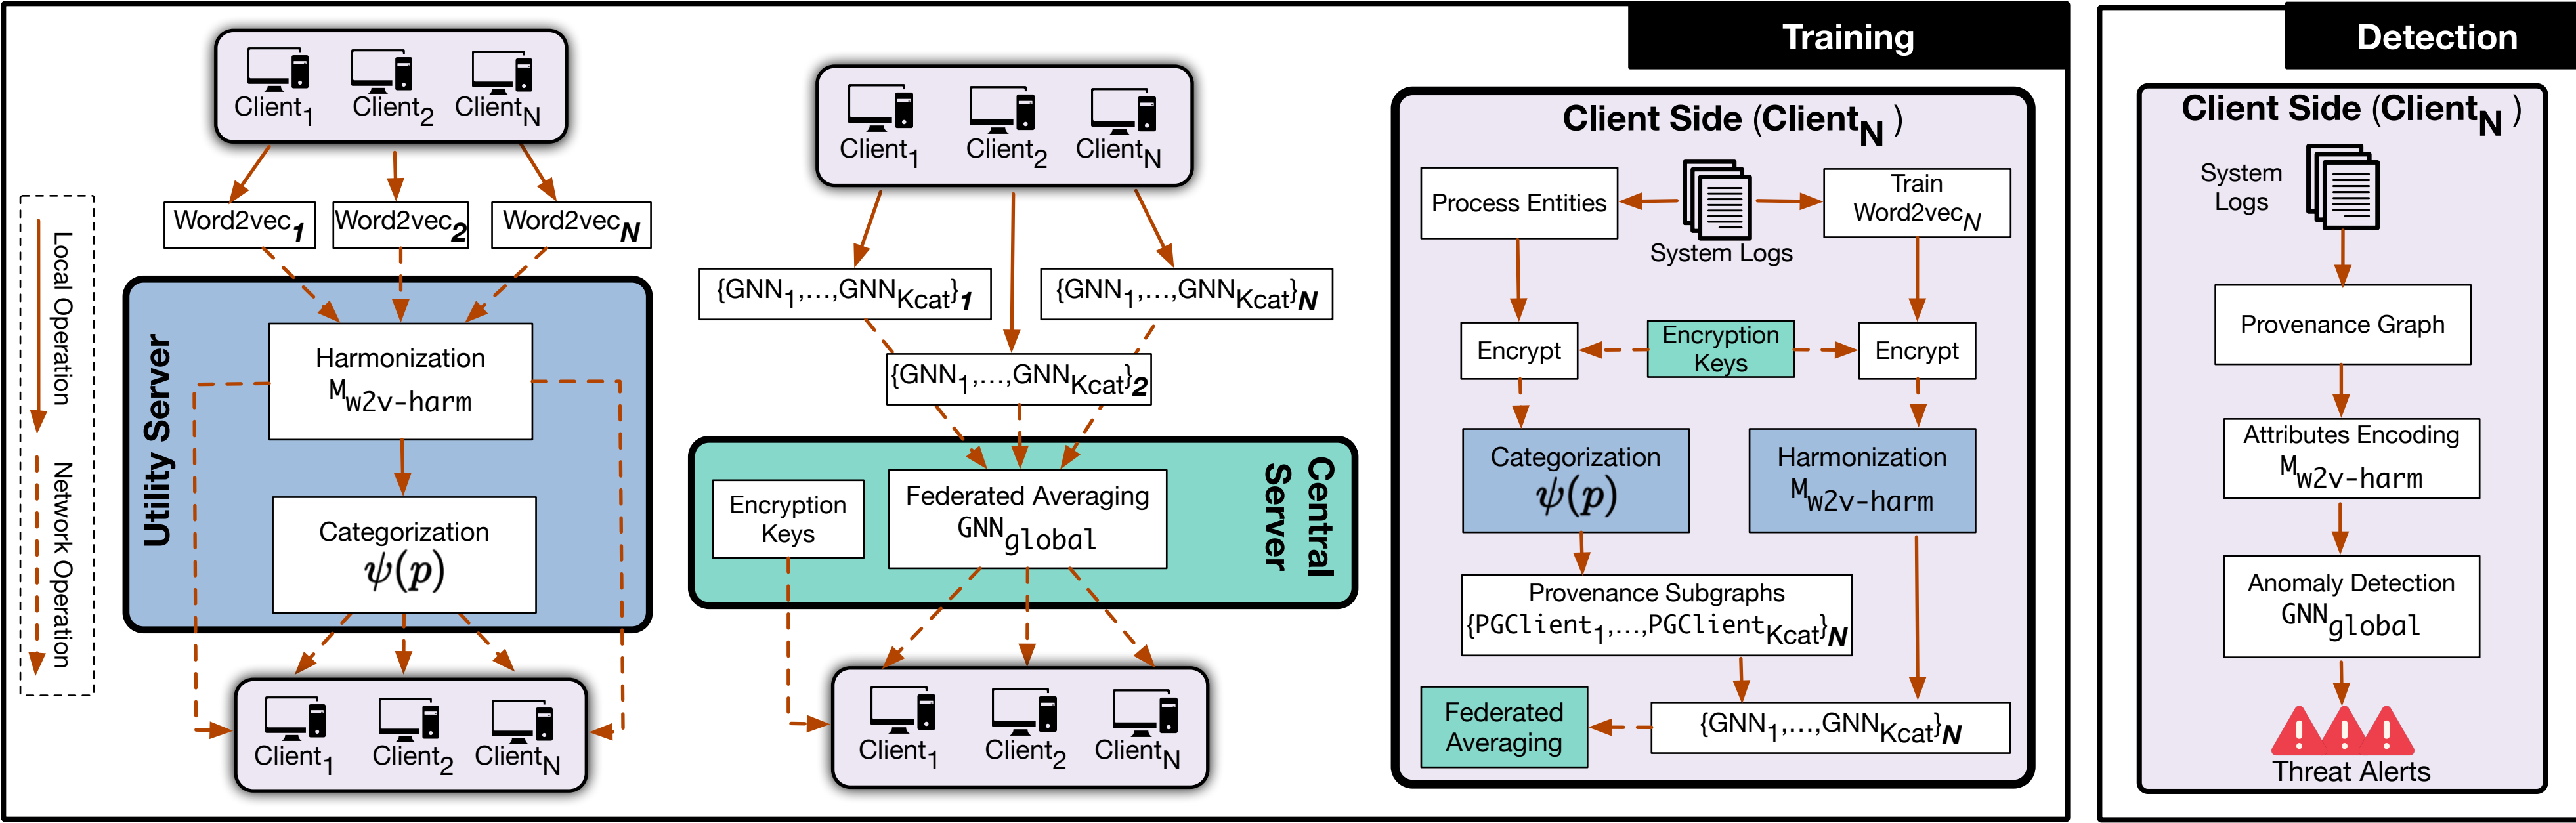 Training
Detection
Client1
Client2
ClientN
Word2vec1
Word2vec2
Word2vecN
Local Operation
Network Operation
Utility Server
Harmonization
Mw2v-harm
Categorization
ψ(p)
Client1
Client2
ClientN
Client1
Client2
ClientN
{GNN1,...,GNNKcat}1
{GNN1,...,GNNKcat}N
{GNN1,...,GNNKcat}2
Central
Server
Encryption
Keys
Federated Averaging
GNNglobal
Client1
Client2
ClientN
Client Side (ClientN )
Process Entities
System Logs
Train
Word2vecN
Encrypt
Encryption
Keys
Encrypt
Categorization
ψ(p)
Harmonization
Mw2v-harm
Provenance Subgraphs
{PGClient1,...,PGClientKcat}N
Federated
Averaging
{GNN1,...,GNNKcat}N
Client Side (ClientN )
System
Logs
Provenance Graph
Attributes Encoding
Mw2v-harm
Anomaly Detection
GNNglobal
Threat Alerts